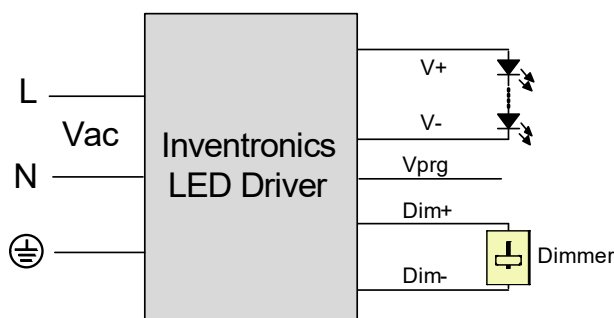 L
Vac
N
Inventronics
LED Driver
V+
V-
Vprg
Dim+
Dimmer
Dim-